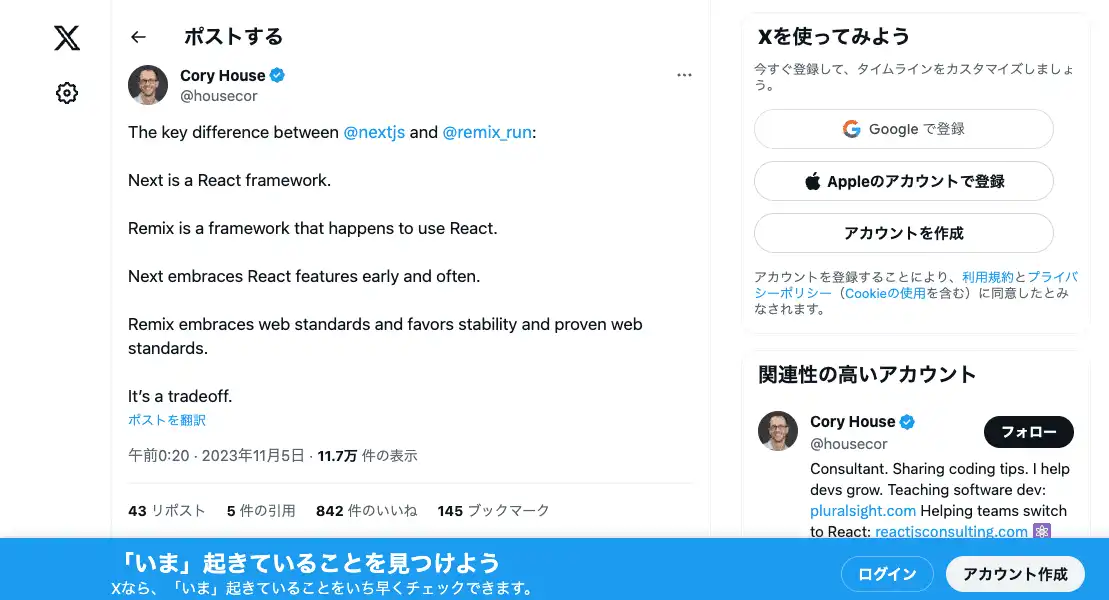 ポストする
Cory House
@housecor
The key difference between @nextjs and @remix_run:
Next is a React framework.
Remix is a framework that happens to use React.
Next embraces React features early and often.
Remix embraces web standards and favors stability and proven web
standards.
It’s a tradeoff.
ポストを翻訳
午前0:20 · 2023年11月5日 · 11.7万 件の表示
43 リポスト 5 件の引用 842 件のいいね 145 ブックマーク
Xを使ってみよう
今すぐ登録して、タイムラインをカスタマイズしましょ
う。
Google で登録
Appleのアカウントで登録
アカウントを作成
アカウントを登録することにより、利用規約とプライバ
シーポリシー（Cookieの使用を含む）に同意したとみ
なされます。
関連性の高いアカウント
Cory House
フォロー
@housecor
Consultant. Sharing coding tips. I help
devs grow. Teaching software dev:
pluralsight.com Helping teams switch
to React: reactjsconsulting.com
「いま」起きていることを見つけよう
Xなら、「いま」起きていることをいち早くチェックできます。
ログイン
アカウント作成